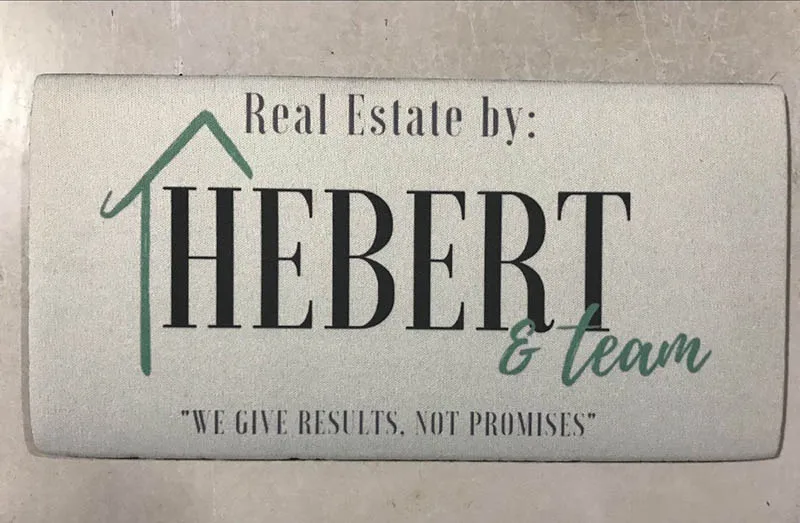 Real Estate by:
HEBERT
& team
"WE GIVE RESULTS, NOT PROMISES"